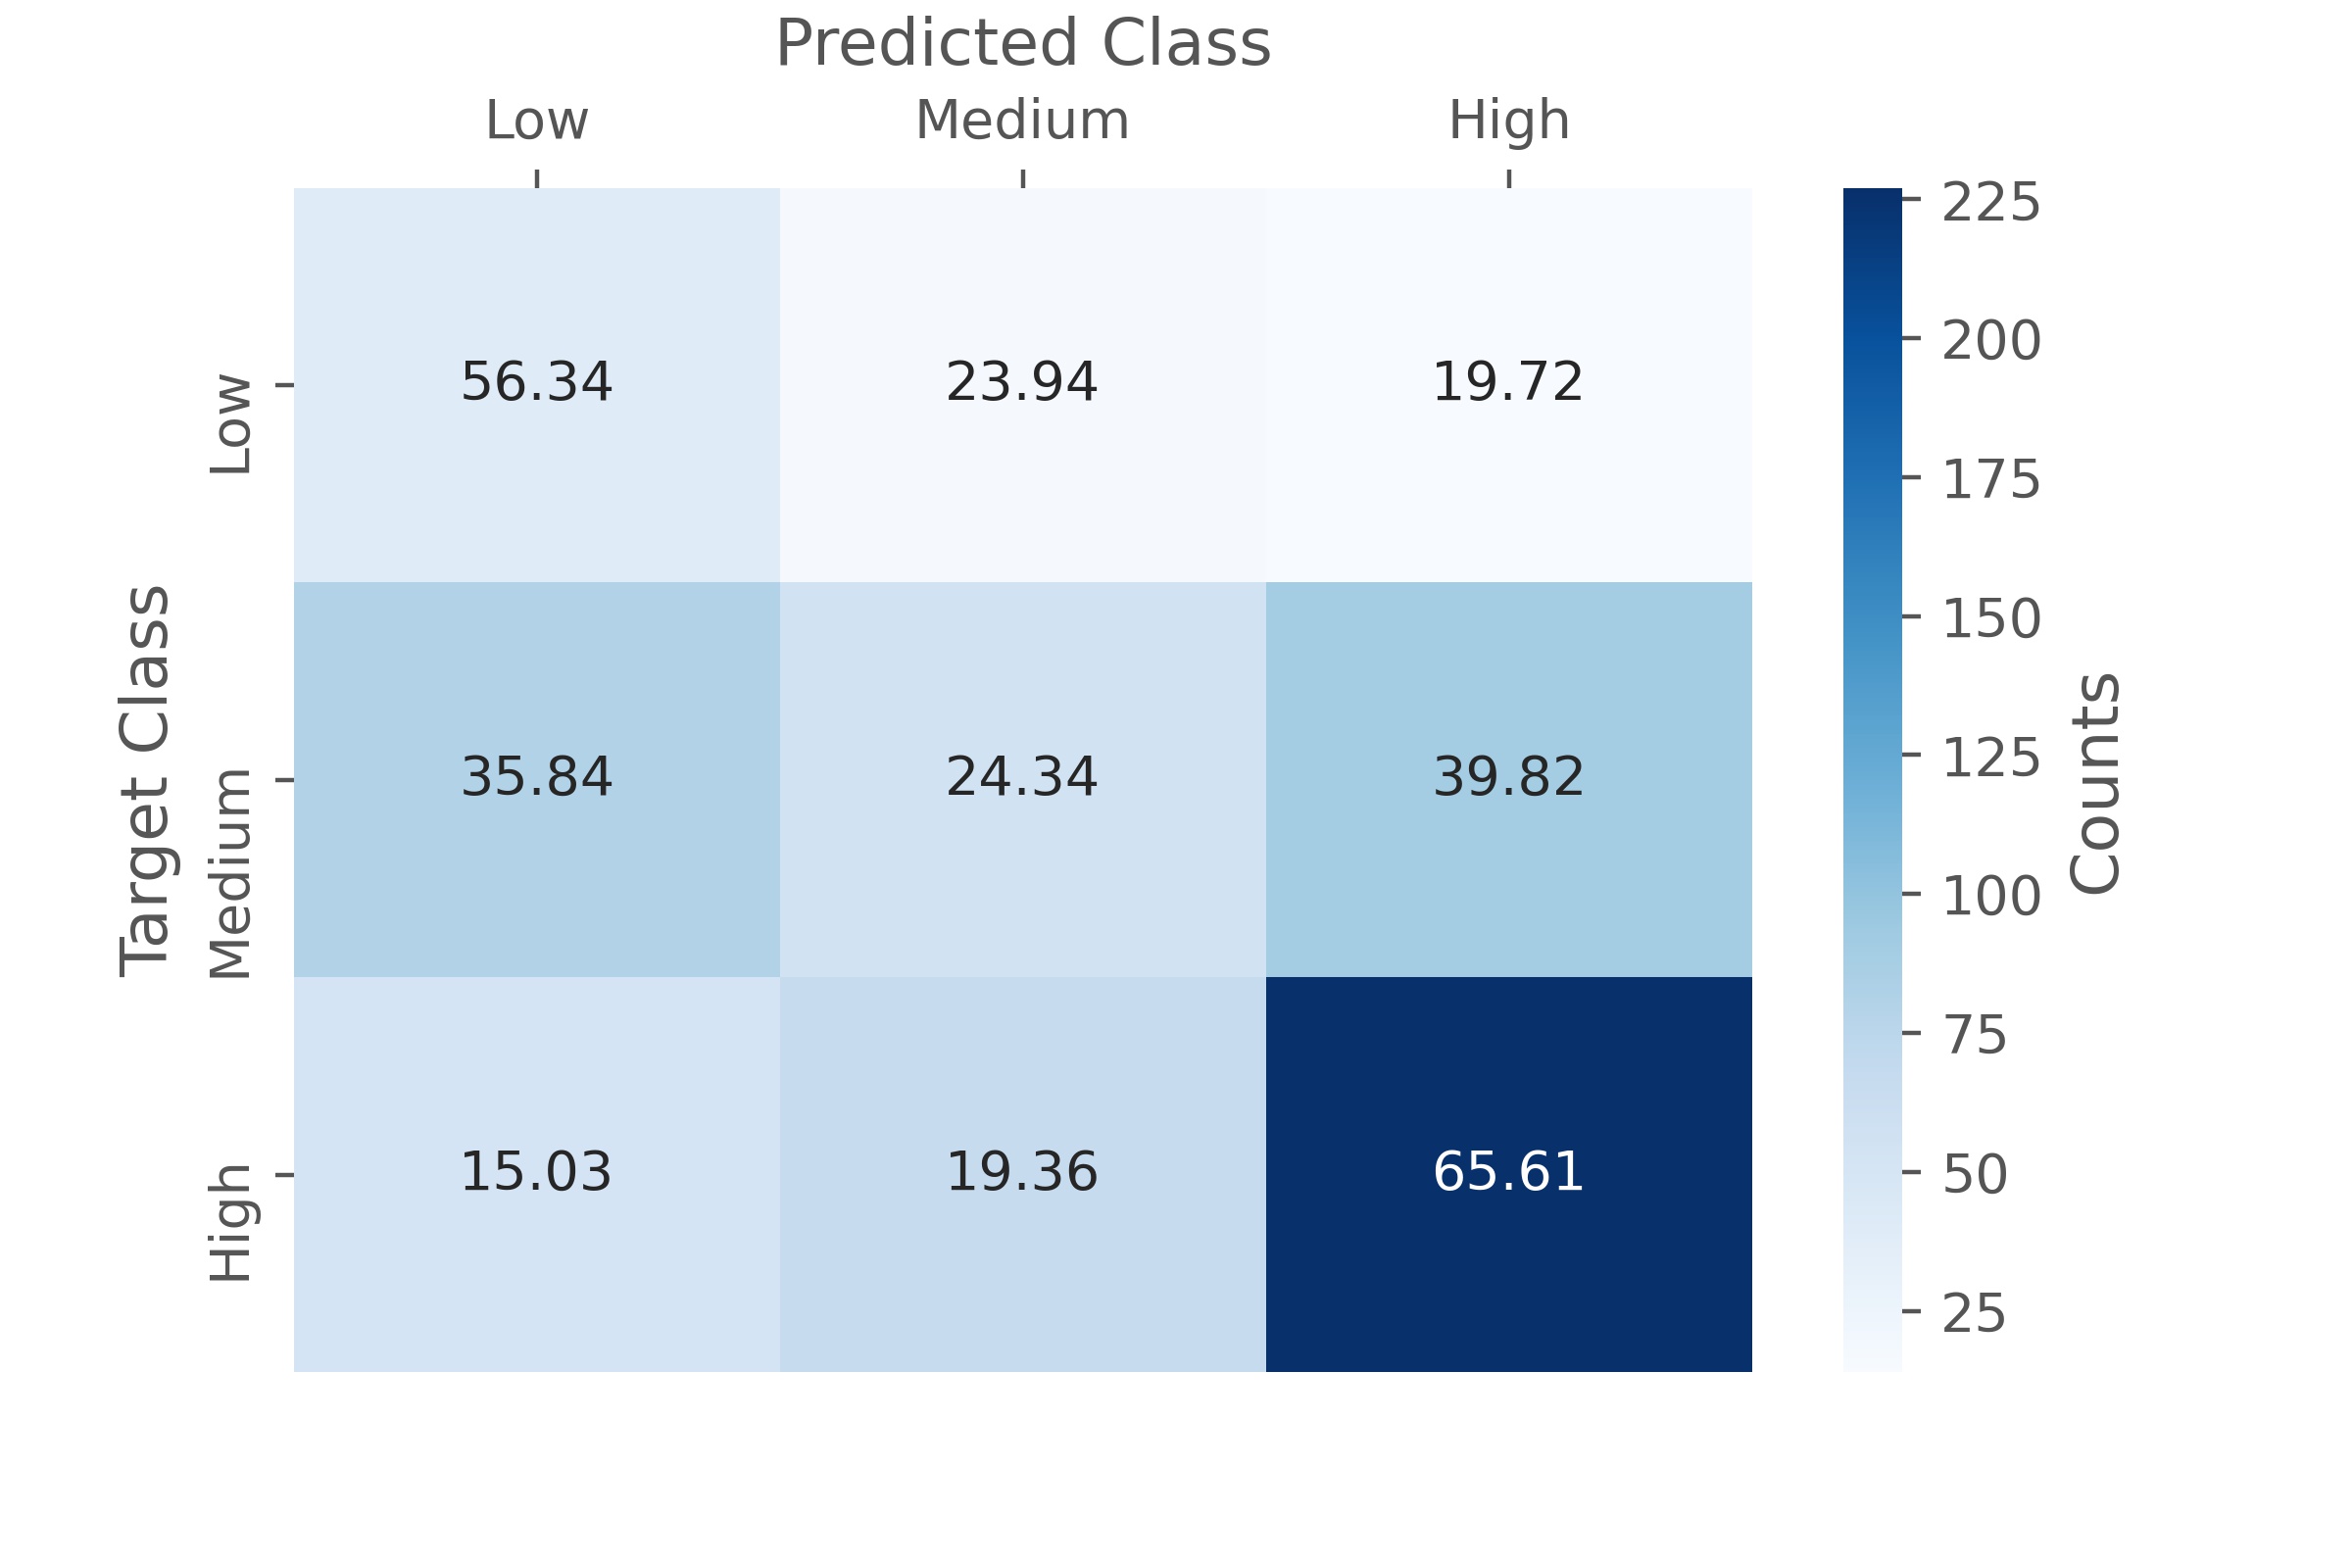 Predicted Class
Low Medium High
Target Class
Low
56.34 23.94 19.72
Medium
35.84 24.34 39.82
High
15.03 19.36 65.61
225
200
175
150
125
100
75
50
25
Counts